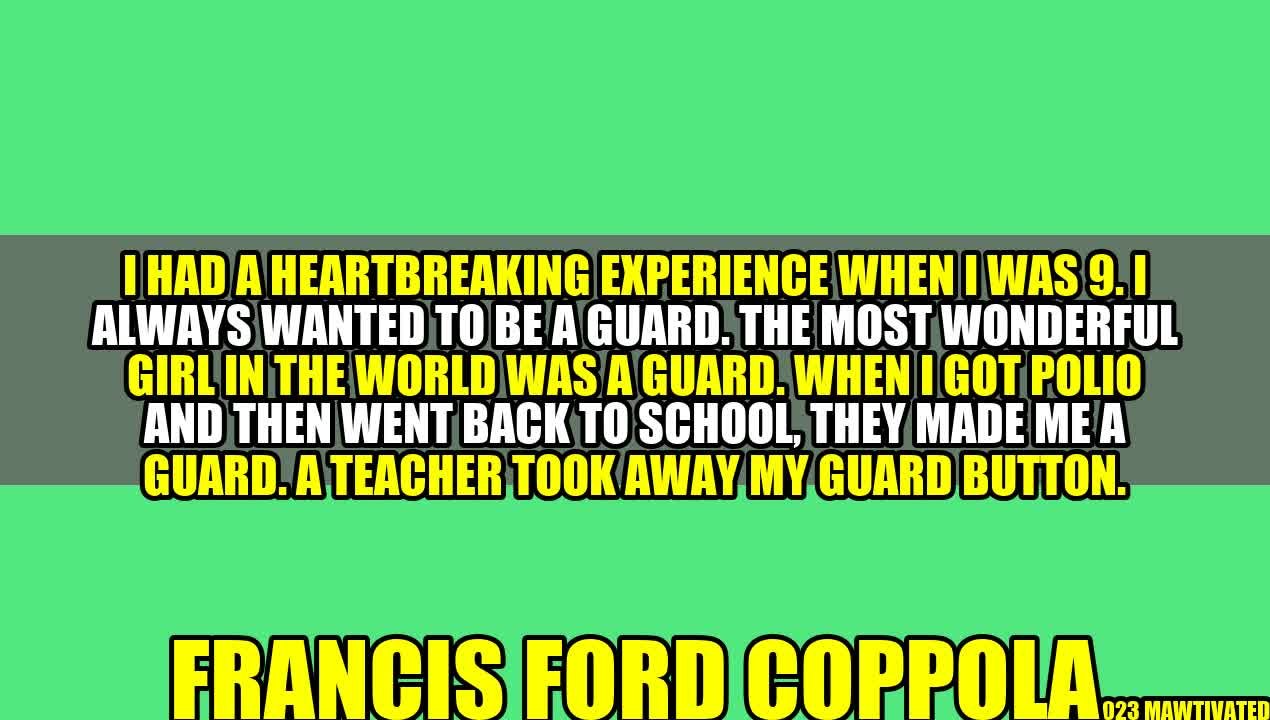 I HAD A HEARTBREAKING EXPERIENCE WHEN I WAS 9. I
ALWAYS WANTED TO BE A GUARD. THE MOST WONDERFUL
GIRL IN THE WORLD WAS A GUARD. WHEN I GOT POLIO
AND THEN WENT BACK TO SCHOOL, THEY MADE ME A
GUARD. A TEACHER TOOK AWAY MY GUARD BUTTON.
FRANCIS FORD COPPOLA
023 MAWTIVATED